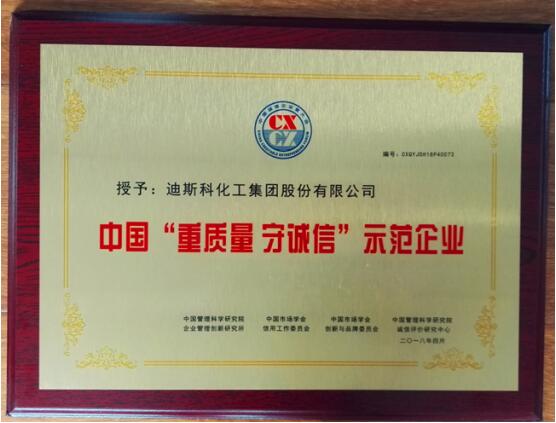 CX
CX
编号：CXQYJDH18P40073
授予：迪斯科化工集团股份有限公司
中国“重质量 守诚信”示范企业
中国管理科学研究院 中国市场学会 中国市场学会 中国管理科学研究院
企业管理创新研究所 信用工作委员会 创新与品牌委员会 诚信评价研究中心
二〇一八年四月